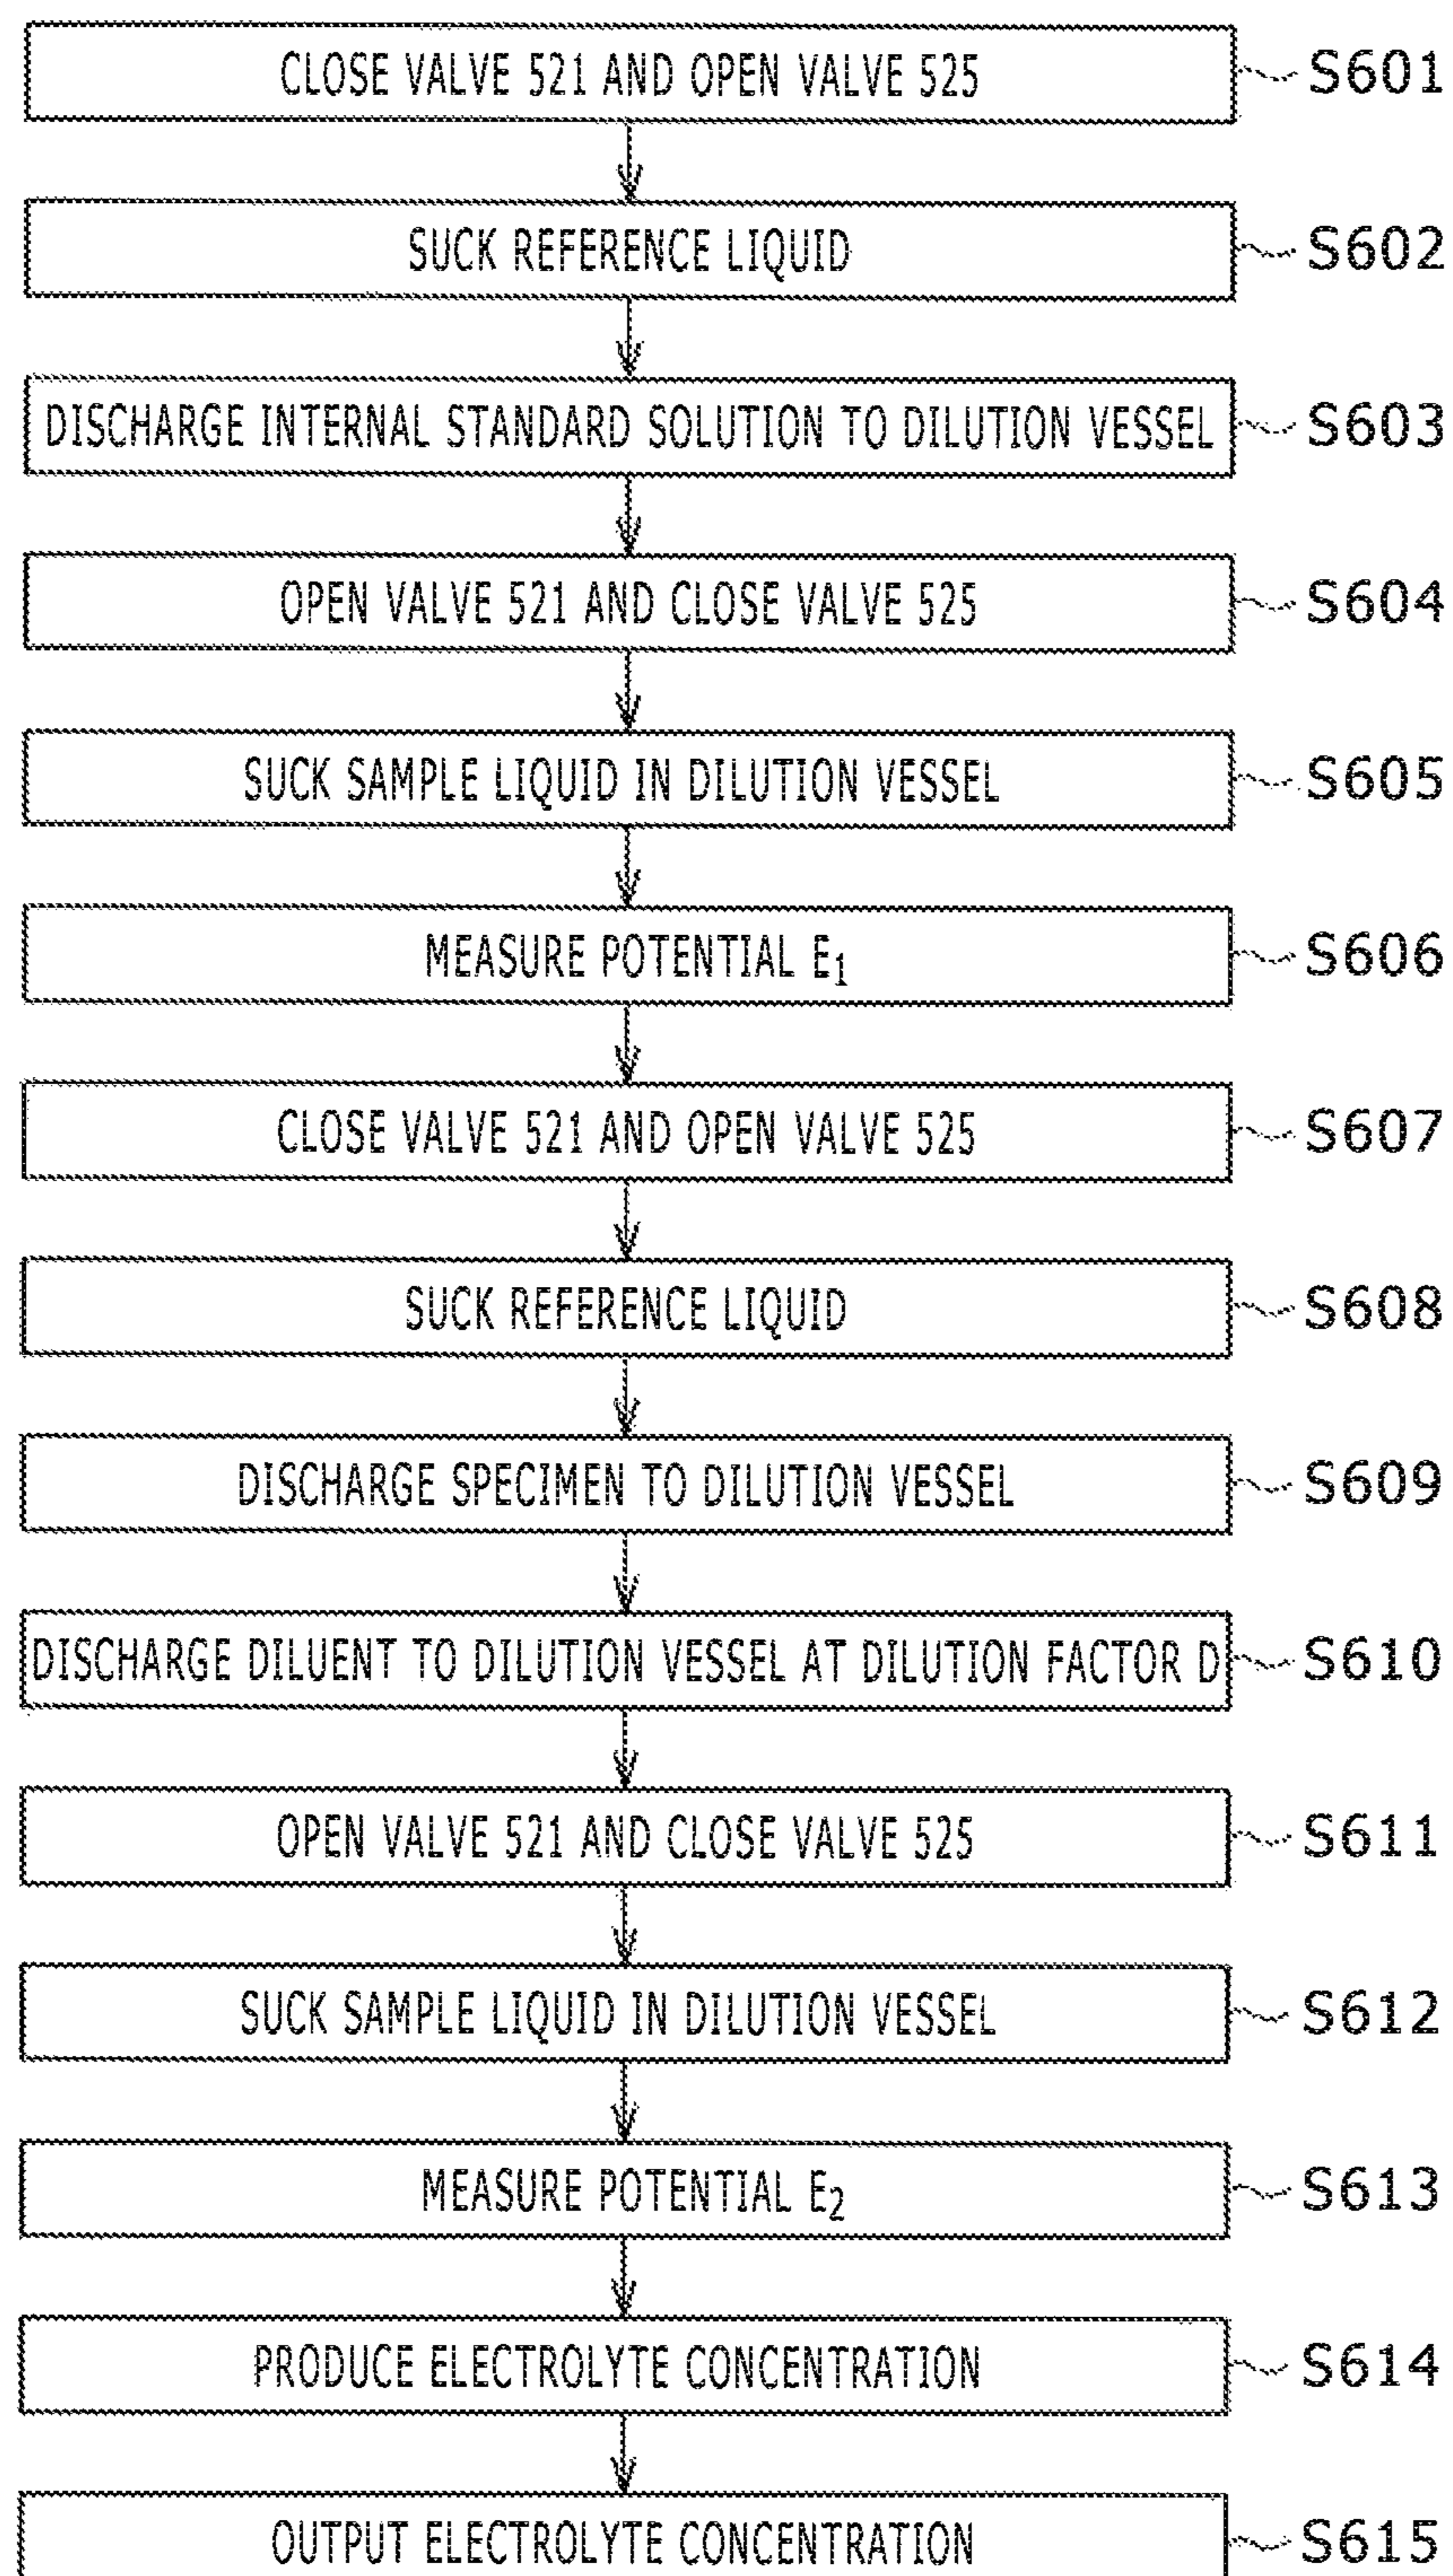 CLOSE VALVE 521 AND OPEN VALVE 525 S601
SUCK REFERENCE LIQUID S602
DISCHARGE INTERNAL STANDARD SOLUTION TO DILUTION VESSEL S603
OPEN VALVE 521 AND CLOSE VALVE 525 S604
SUCK SAMPLE LIQUID IN DILUTION VESSEL S605
MEASURE POTENTIAL E₁ S606
CLOSE VALVE 521 AND OPEN VALVE 525 S607
SUCK REFERENCE LIQUID S608
DISCHARGE SPECIMEN TO DILUTION VESSEL S609
DISCHARGE DILUENT TO DILUTION VESSEL AT DILUTION FACTOR D S610
OPEN VALVE 521 AND CLOSE VALVE 525 S611
SUCK SAMPLE LIQUID IN DILUTION VESSEL S612
MEASURE POTENTIAL E₂ S613
PRODUCE ELECTROLYTE CONCENTRATION S614
OUTPUT ELECTROLYTE CONCENTRATION S615